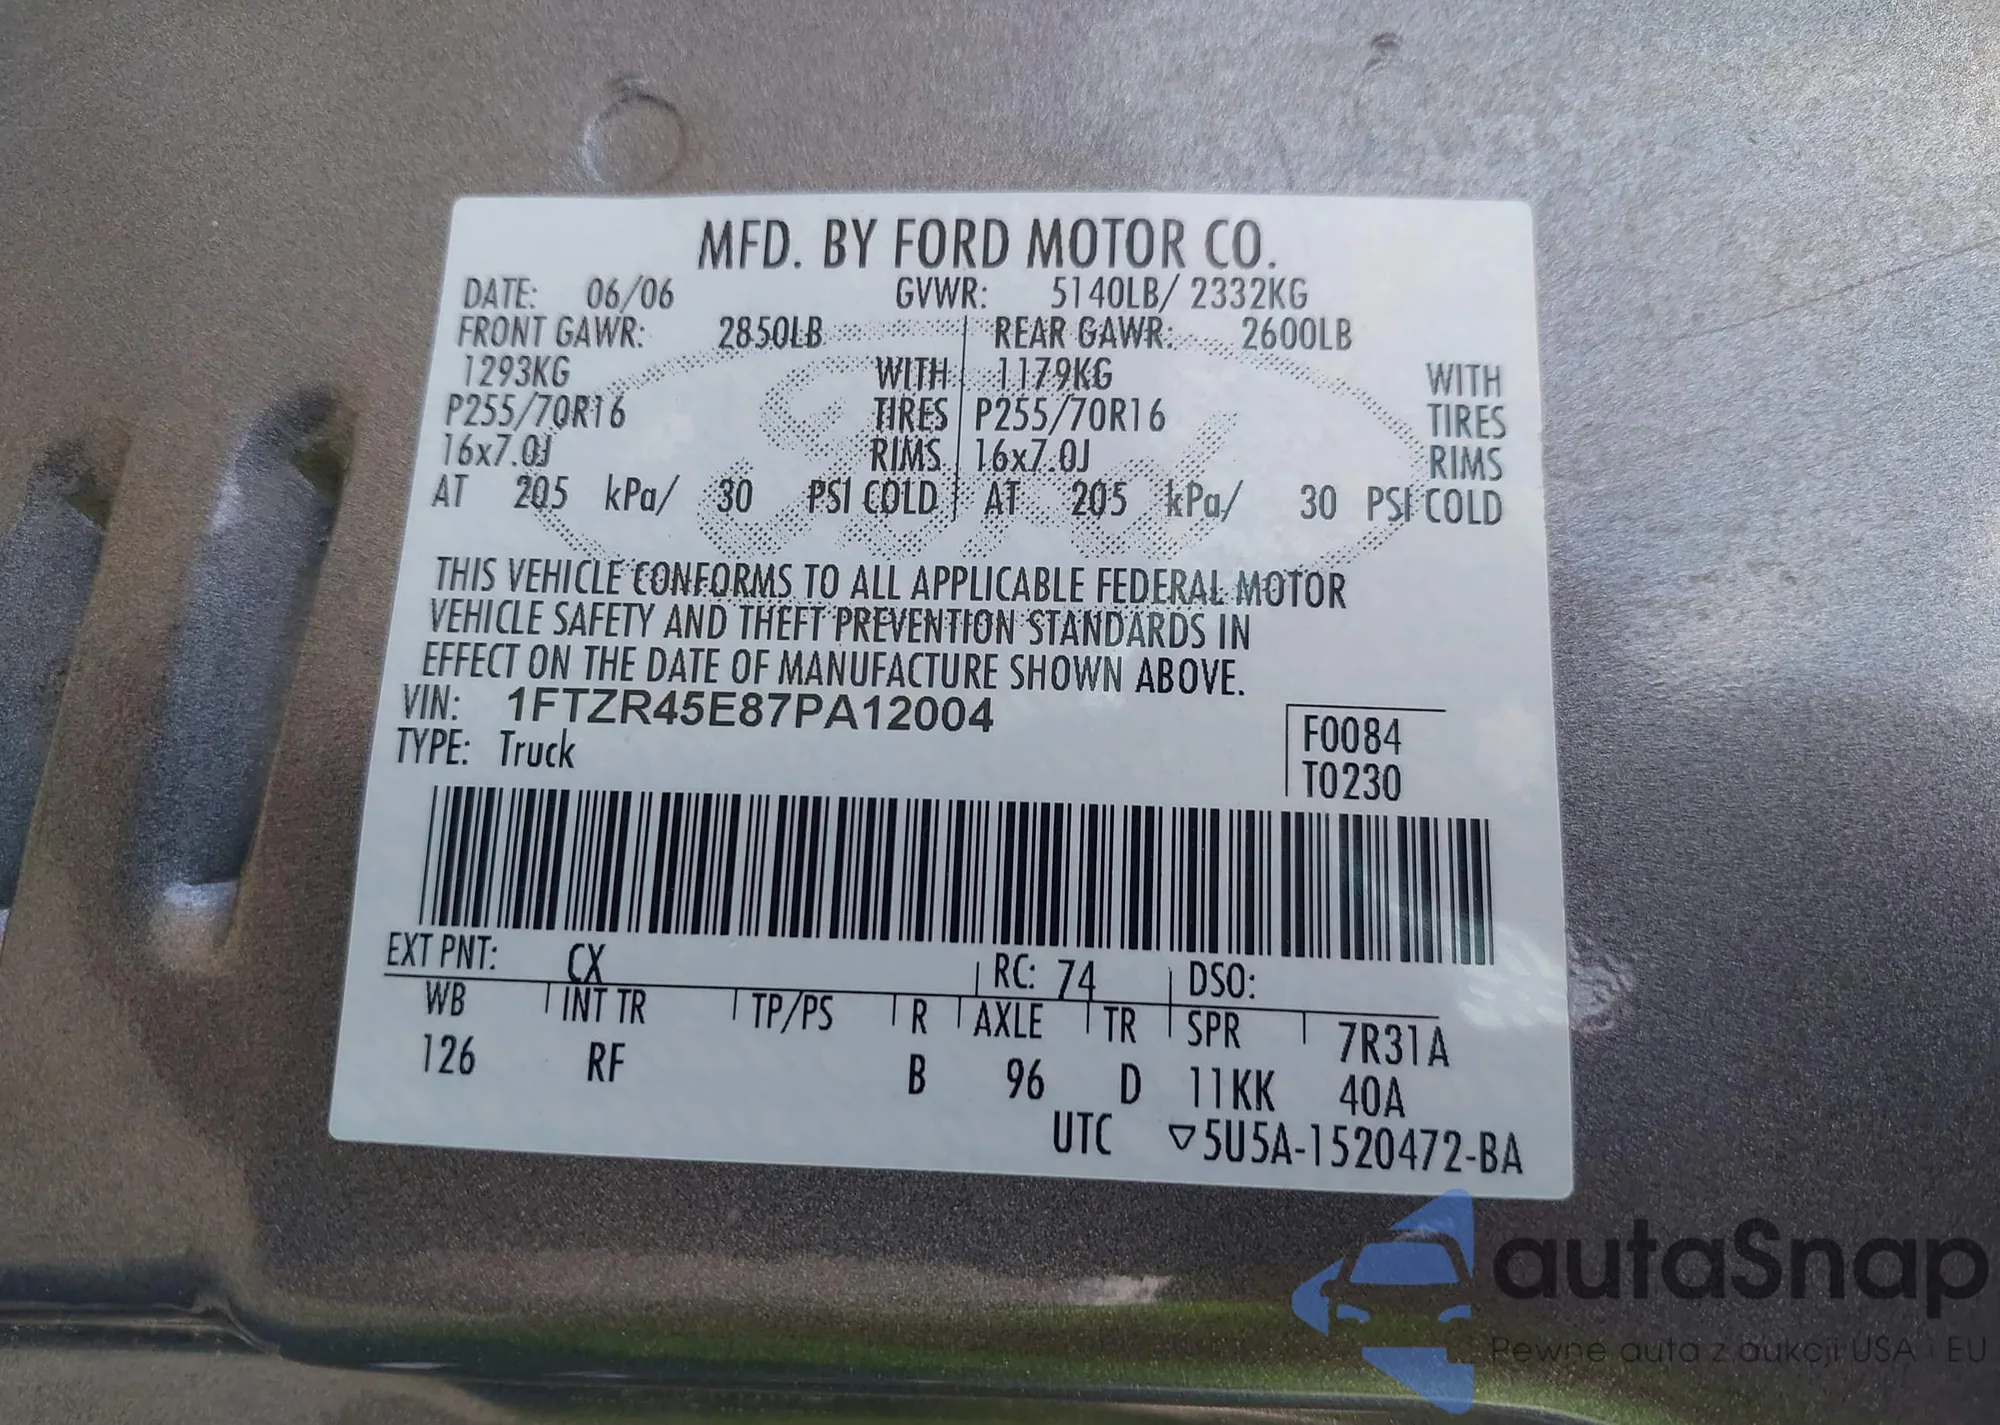 MFD. BY FORD MOTOR CO.
DATE: 06/06 GVWR: 5140LB/ 2332KG
FRONT GAWR: 2850LB REAR GAWR: 2600LB
1293KG WITH 1179KG WITH
P255/70R16 TIRES P255/70R16 TIRES
16x7.0J RIMS 16x7.0J RIMS
AT 205 kPa/ 30 PSI COLD AT 205 kPa/ 30 PSI COLD
THIS VEHICLE CONFORMS TO ALL APPLICABLE FEDERAL MOTOR
VEHICLE SAFETY AND THEFT PREVENTION STANDARDS IN
EFFECT ON THE DATE OF MANUFACTURE SHOWN ABOVE.
VIN: 1FTZR45E87PA12004
TYPE: Truck
F0084
T0230
EXT PNT: CX RC: 74 DSO:
WB INT TR TP/PS R AXLE TR SPR 7R31A
126 RF B 96 D 11KK 40A
UTC ▽5U5A-1520472-BA
autaSnap
Pewne auta z aukcji USA i EU